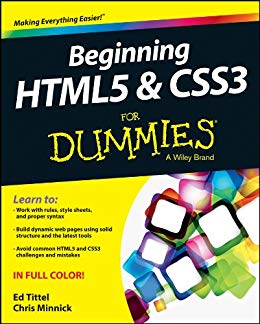 Making Everything Easier!™
Beginning
HTML5 & CSS3
FOR
DUMMIES®
A Wiley Brand
Learn to:
• Work with rules, style sheets, and proper syntax
• Build dynamic web pages using solid structure and the latest tools
• Avoid common HTML5 and CSS3 challenges and mistakes
IN FULL COLOR!
Ed Tittel
Chris Minnick